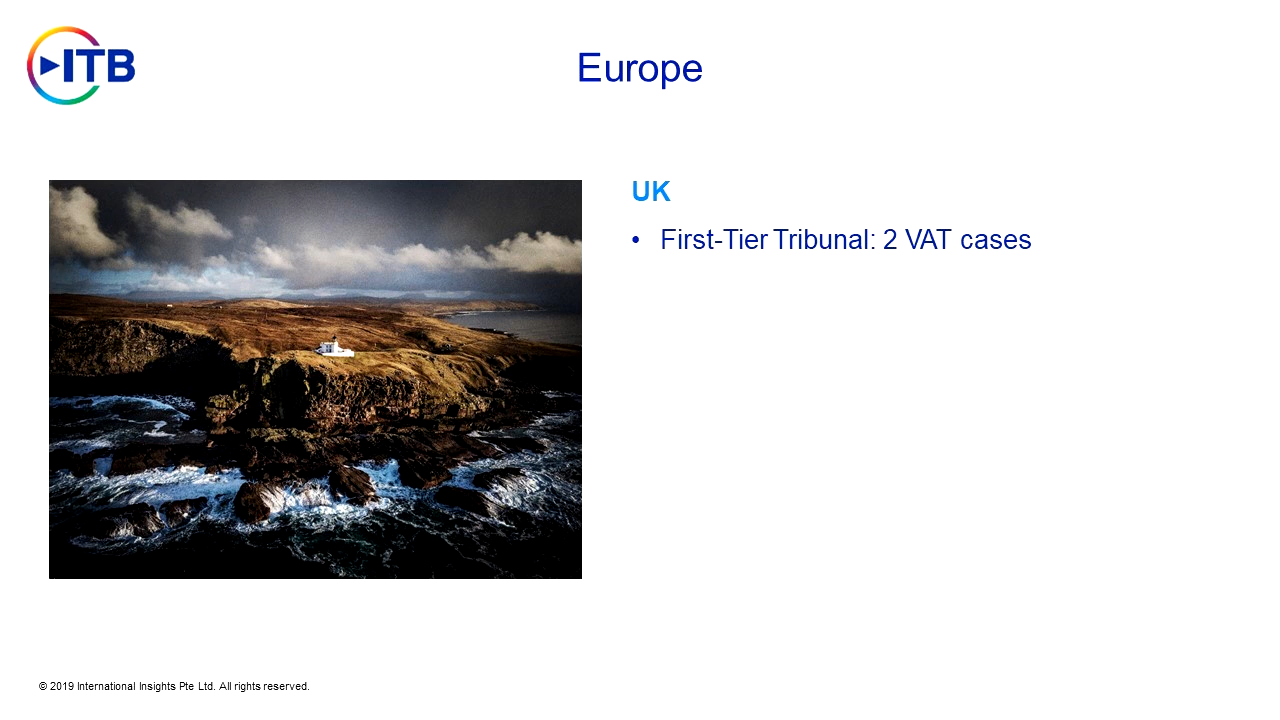 ITB
Europe
UK
• First-Tier Tribunal: 2 VAT cases
© 2019 International Insights Pte Ltd. All rights reserved.